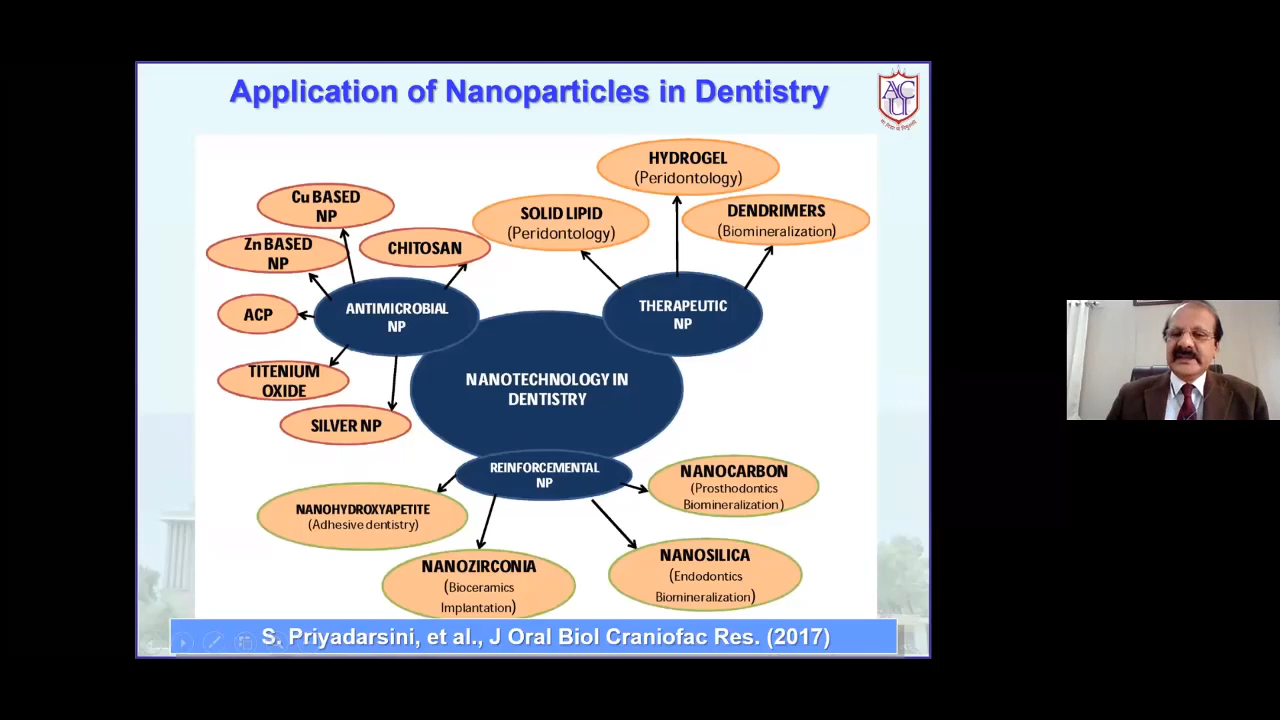 Application of Nanoparticles in Dentistry
ACU
HYDROGEL
(Peridontology)
Cu BASED
NP
SOLID LIPID
(Peridontology)
DENDRIMERS
(Biomineralization)
Zn BASED
NP
CHITOSAN
ACP
ANTIMICROBIAL
NP
THERAPEUTIC
NP
TITENIUM
OXIDE
NANOTECHNOLOGY IN
DENTISTRY
SILVER NP
REINFORCEMENTAL
NP
NANOCARBON
(Prosthodontics
Biomineralization)
NANOHYDROXYAPETITE
(Adhesive dentistry)
NANOZIRCONIA
(Bioceramics
Implantation)
NANOSILICA
(Endodontics
Biomineralization)
S. Priyadarsini, et al., J Oral Biol Craniofac Res. (2017)